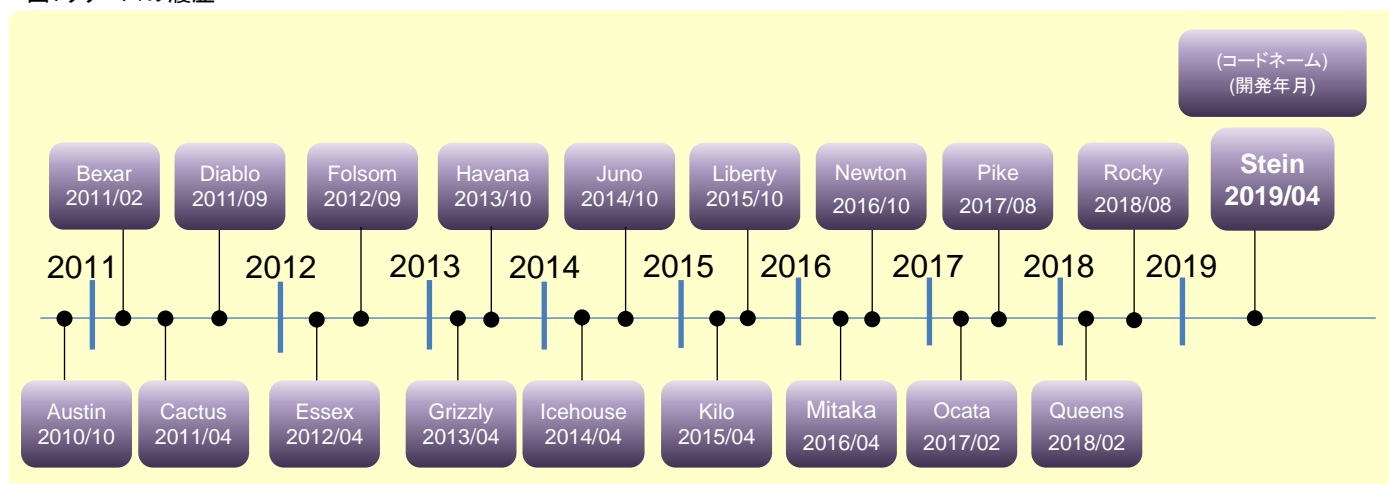 (コードネーム)
(開発年月)
Bexar
2011/02
Diablo
2011/09
Folsom
2012/09
Havana
2013/10
Juno
2014/10
Liberty
2015/10
Newton
2016/10
Pike
2017/08
Rocky
2018/08
Stein
2019/04
2011 2012 2013 2014 2015 2016 2017 2018 2019
Austin
2010/10
Cactus
2011/04
Essex
2012/04
Grizzly
2013/04
Icehouse
2014/04
Kilo
2015/04
Mitaka
2016/04
Ocata
2017/02
Queens
2018/02